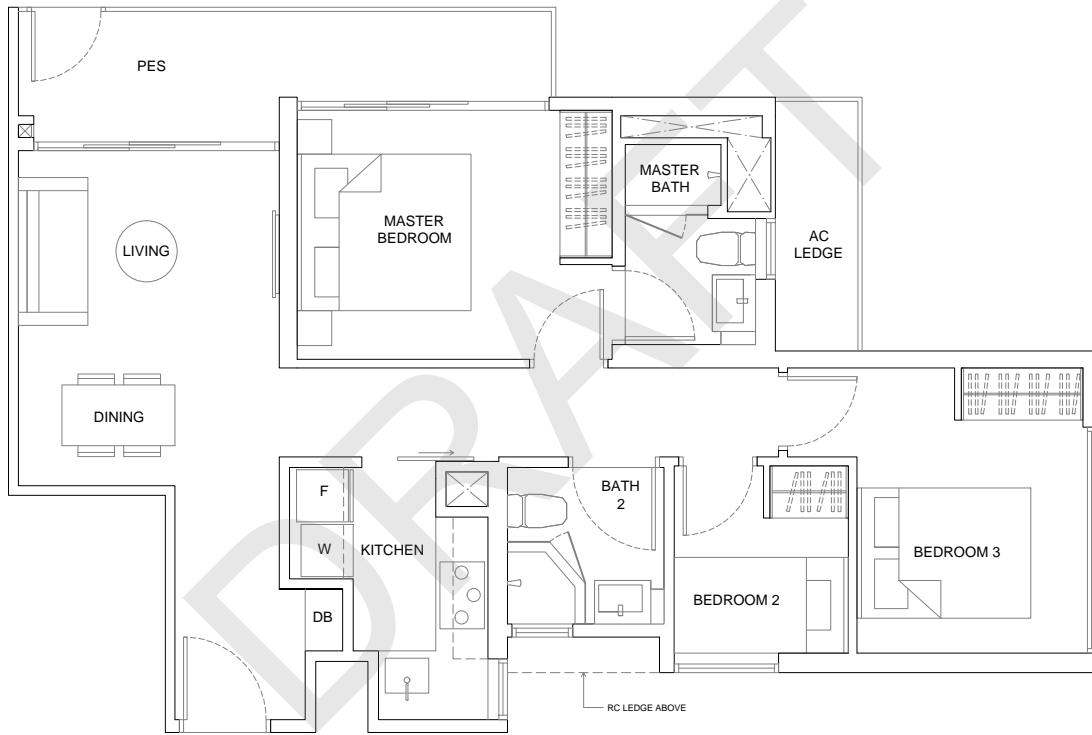 PES
MASTER
BATH
MASTER
BEDROOM
AC
LEDGE
LIVING
DINING
F
W
KITCHEN
BATH
2
BEDROOM 3
BEDROOM 2
DB
RC LEDGE ABOVE
DRAFT